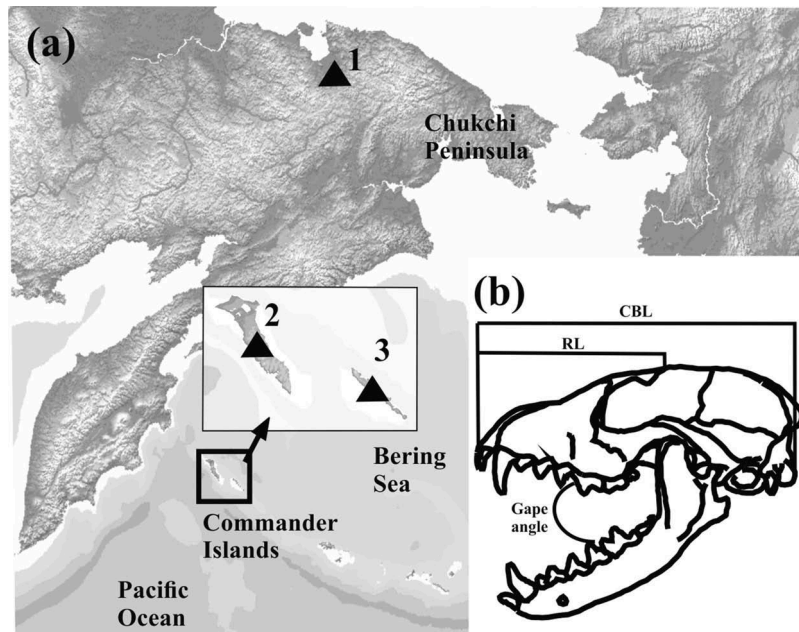 (a)
1
Chukchi
Peninsula
2
3
Bering
Sea
Commander
Islands
Pacific
Ocean
(b)
CBL
RL
Gape
angle